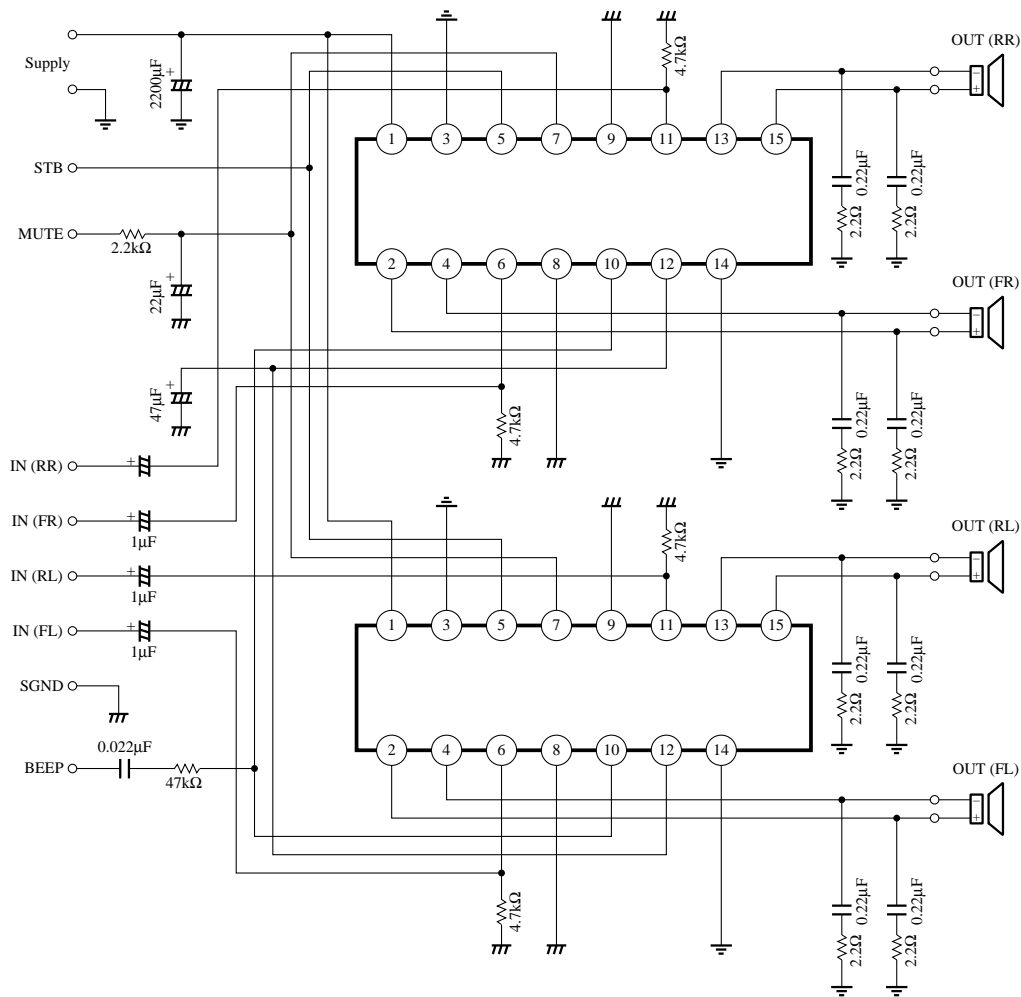 OUT (RR)
Supply
2200µF
+
4.7kΩ
−
+
1
3
5
7
9
11
13
15
STB
0.22µF
0.22µF
2.2Ω
2.2Ω
MUTE
2.2kΩ
2
4
6
8
10
12
14
+
22µF
OUT (FR)
−
+
+
47µF
4.7kΩ
0.22µF
0.22µF
2.2Ω
2.2Ω
IN (RR)
+
IN (FR)
+
1µF
OUT (RL)
4.7kΩ
−
+
IN (RL)
+
1µF
IN (FL)
+
1µF
1
3
5
7
9
11
13
15
0.22µF
0.22µF
2.2Ω
2.2Ω
SGND
0.022µF
BEEP
47kΩ
2
4
6
8
10
12
14
OUT (FL)
−
+
4.7kΩ
0.22µF
0.22µF
2.2Ω
2.2Ω